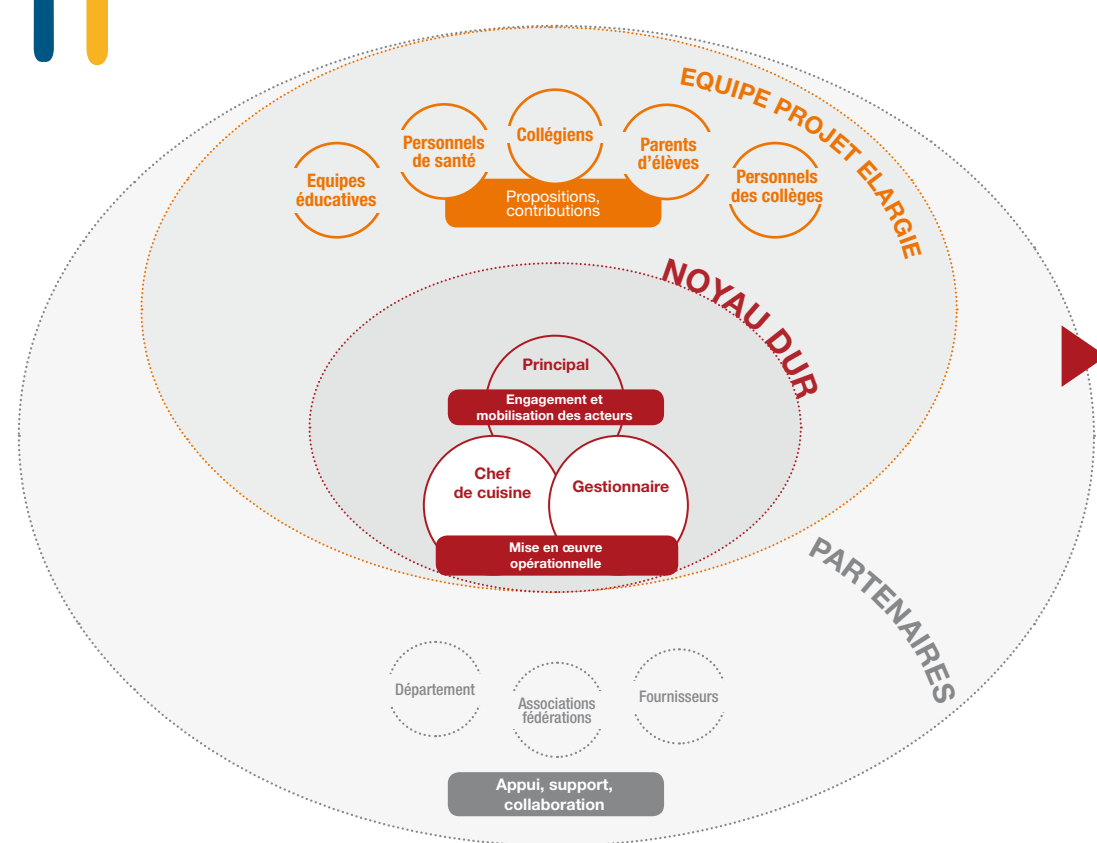 EQUIPE PROJET ELARGIE
Collégiens
Personnels
de santé
Parents
d'élèves
Equipes
éducatives
Personnels
des collèges
Propositions,
contributions
NOYAU DUR
Principal
Engagement et
mobilisation des acteurs
Chef
de cuisine
Gestionnaire
Mise en œuvre
opérationnelle
PARTENAIRES
Département
Associations
fédérations
Fournisseurs
Appui, support,
collaboration